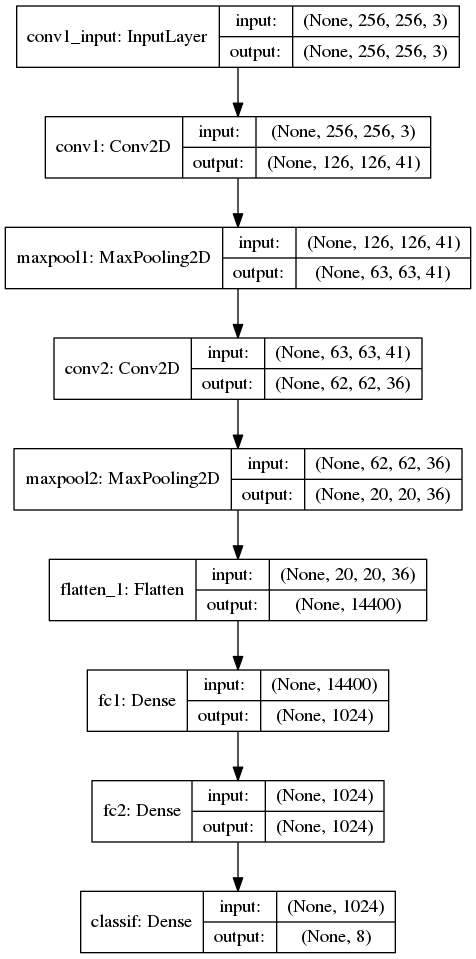 conv1_input: InputLayer
input: (None, 256, 256, 3)
output: (None, 256, 256, 3)
conv1: Conv2D
input: (None, 256, 256, 3)
output: (None, 126, 126, 41)
maxpool1: MaxPooling2D
input: (None, 126, 126, 41)
output: (None, 63, 63, 41)
conv2: Conv2D
input: (None, 63, 63, 41)
output: (None, 62, 62, 36)
maxpool2: MaxPooling2D
input: (None, 62, 62, 36)
output: (None, 20, 20, 36)
flatten_1: Flatten
input: (None, 20, 20, 36)
output: (None, 14400)
fc1: Dense
input: (None, 14400)
output: (None, 1024)
fc2: Dense
input: (None, 1024)
output: (None, 1024)
classif: Dense
input: (None, 1024)
output: (None, 8)